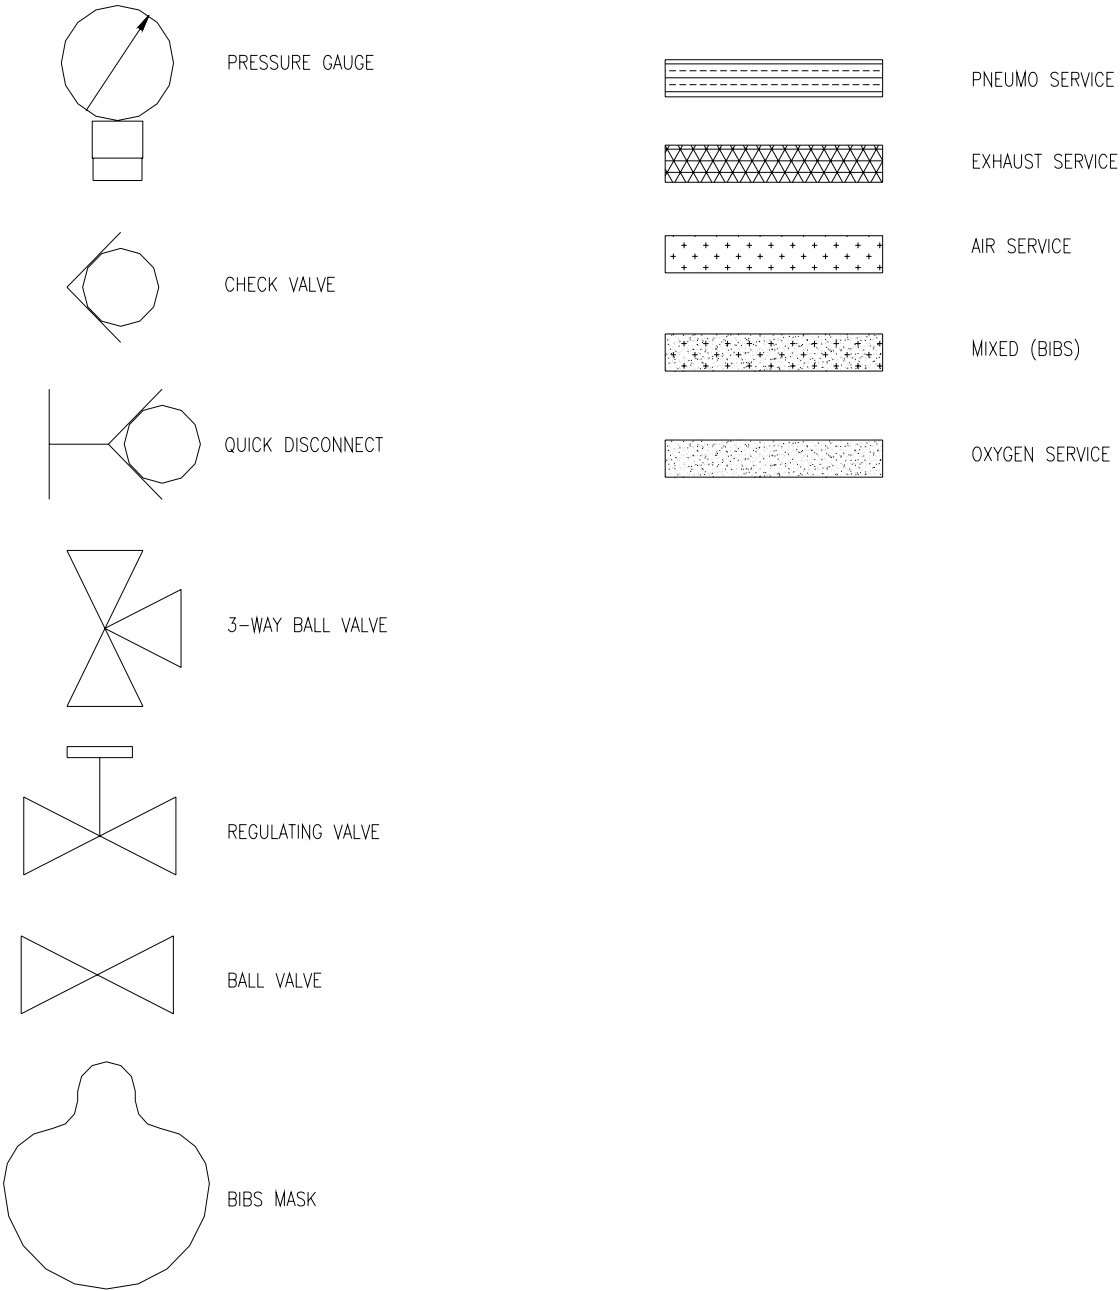 PRESSURE GAUGE
CHECK VALVE
QUICK DISCONNECT
3-WAY BALL VALVE
REGULATING VALVE
BALL VALVE
BIBS MASK
PNEUMO SERVICE
EXHAUST SERVICE
AIR SERVICE
MIXED (BIBS)
OXYGEN SERVICE